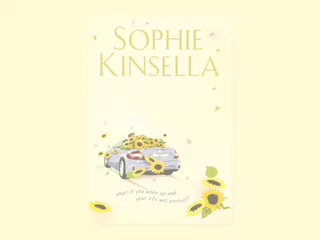 SOPHIE
KINSELLA
what if you woke up and
your life was perfect?